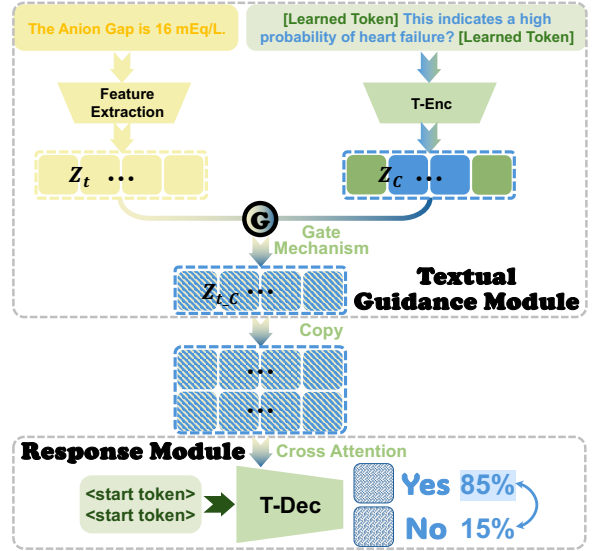 The Anion Gap is 16 mEq/L.
[Learned Token] This indicates a high
probability of heart failure? [Learned Token]
Feature
Extraction
T-Enc
Z_t ...
Z_C ...
G
Gate
Mechanism
Z_{t_C} ...
Textual
Guidance Module
Copy
...
...
Response Module
Cross Attention
<start token>
<start token>
T-Dec
Yes 85%
No 15%